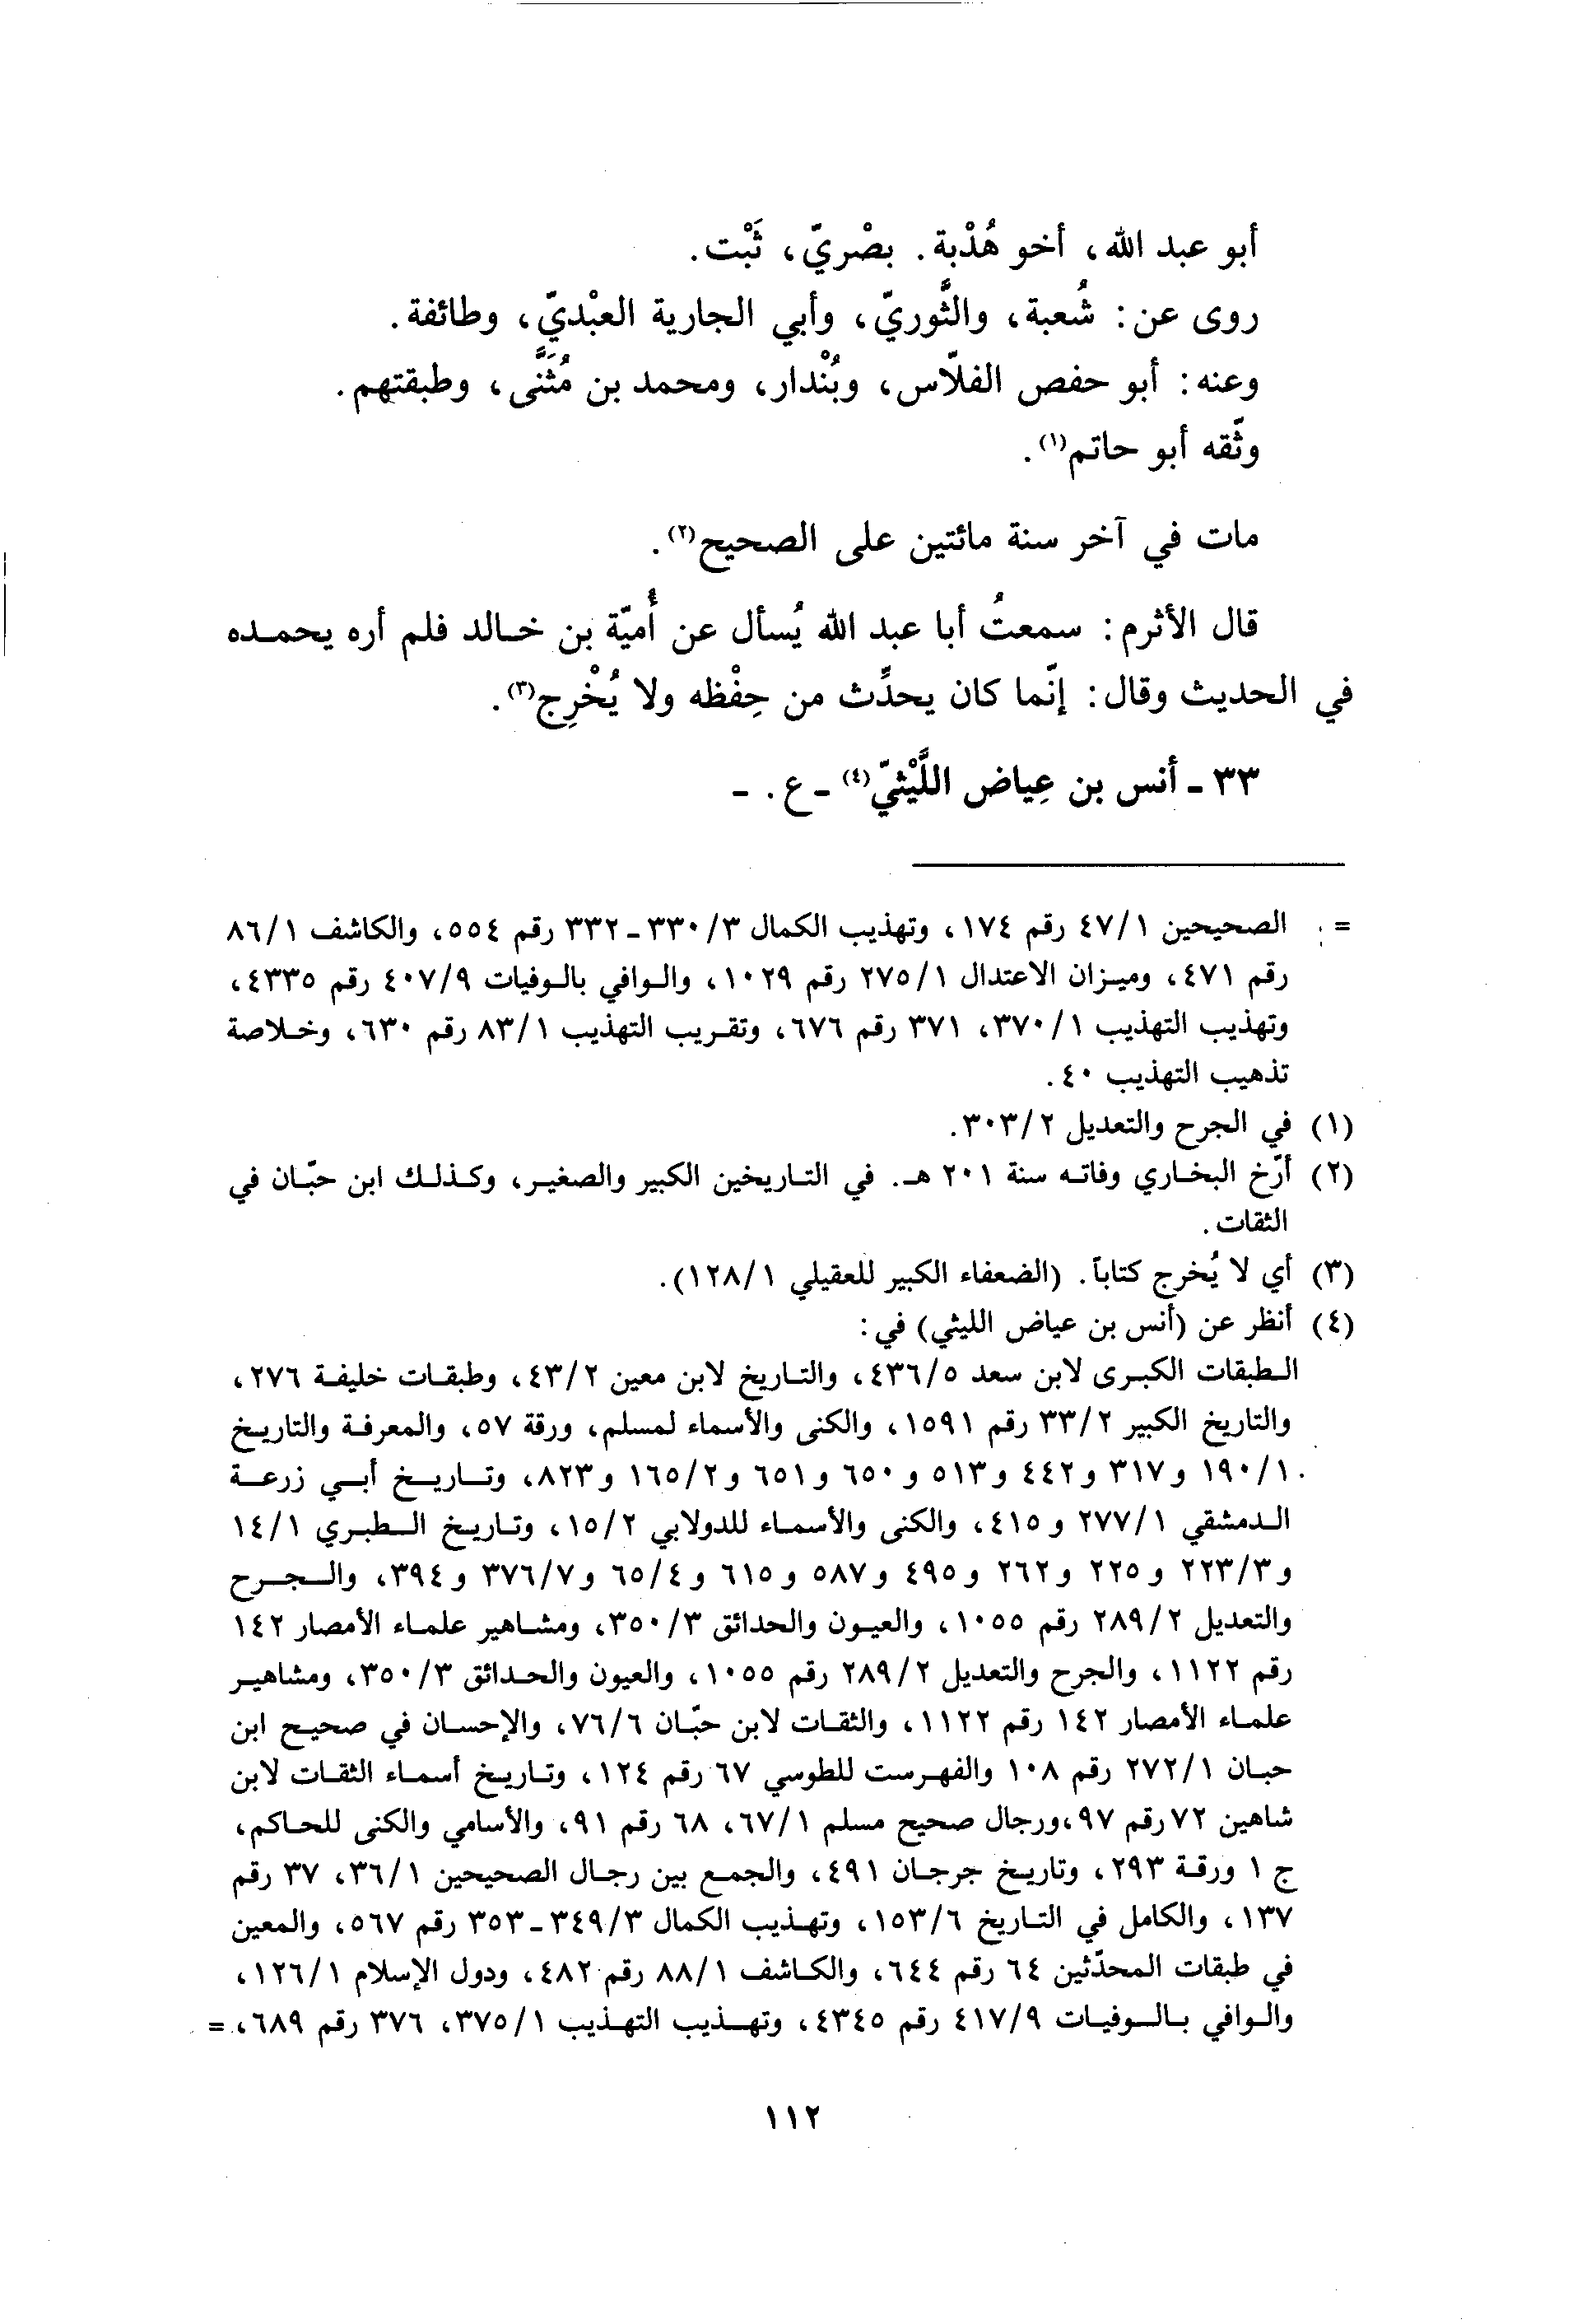 أبو عبد الله، أخو هُدْبة. بصْريّ، ثَبْت.
روى عن: شُعبة، والثَّوريّ، وأبي الجارية العبْديّ، وطائفة.
وعنه: أبو حفص الفلّاس، وبُنْدار، ومحمد بن مُثَنَّى، وطبقتهم.
وثّقه أبو حاتم(١).
مات في آخر سنة مائتين على الصحيح(٢).
قال الأثرم: سمعتُ أبا عبد الله يُسأل عن أُميّة بن خالد فلم أره يحمده
في الحديث وقال: إنّما كان يحدِّث من حِفْظه ولا يُخْرِج(٣).
٣٣ - أنس بن عِياض اللَّيْثيّ(٤) - ع. -
= الصحيحين ٤٧/١ رقم ١٧٤، وتهذيب الكمال ٣٣٠/٣ - ٣٣٢ رقم ٥٥٤، والكاشف ٨٦/١
رقم ٤٧١، وميزان الاعتدال ٢٧٥/١ رقم ١٠٢٩، والوافي بالوفيات ٤٠٧/٩ رقم ٤٣٣٥،
وتهذيب التهذيب ٣٧٠/١، ٣٧١ رقم ٦٧٦، وتقريب التهذيب ٨٣/١ رقم ٦٣٠، وخلاصة
تذهيب التهذيب ٤٠.
(١) في الجرح والتعديل ٣٠٣/٢.
(٢) أرّخ البخاري وفاته سنة ٢٠١ هـ. في التاريخين الكبير والصغير، وكذلك ابن حبّان في
الثقات.
(٣) أي لا يُخرج كتاباً. (الضعفاء الكبير للعقيلي ١٢٨/١).
(٤) أنظر عن (أنس بن عياض الليثي) في:
الطبقات الكبرى لابن سعد ٤٣٦/٥، والتاريخ لابن معين ٤٣/٢، وطبقات خليفة ٢٧٦،
والتاريخ الكبير ٣٣/٢ رقم ١٥٩١، والكنى والأسماء لمسلم، ورقة ٥٧، والمعرفة والتاريخ
١٩٠/١ و٣١٧ و٤٤٢ و٥١٣ و٦٥٠ و٦٥١ و١٦٥/٢ و٨٢٣، وتاريخ أبي زرعة
الدمشقي ٢٧٧/١ و٤١٥، والكنى والأسماء للدولابي ١٥/٢، وتاريخ الطبري ١٤/١
و٢٢٣/٣ و٢٢٥ و٢٦٢ و٤٩٥ و٥٨٧ و٦١٥ و٦٥/٤ و٣٧٦/٧ و٣٩٤، والجرح
والتعديل ٢٨٩/٢ رقم ١٠٥٥، والعيون والحدائق ٣٥٠/٣، ومشاهير علماء الأمصار ١٤٢
رقم ١١٢٢، والجرح والتعديل ٢٨٩/٢ رقم ١٠٥٥، والعيون والحدائق ٣٥٠/٣، ومشاهير
علماء الأمصار ١٤٢ رقم ١١٢٢، والثقات لابن حبّان ٧٦/٦، والإحسان في صحيح ابن
حبان ٢٧٢/١ رقم ١٠٨ والفهرست للطوسي ٦٧ رقم ١٢٤، وتاريخ أسماء الثقات لابن
شاهين ٧٢ رقم ٩٧، ورجال صحيح مسلم ٦٧/١، ٦٨ رقم ٩١، والأسامي والكنى للحاكم،
ج ١ ورقة ٢٩٣، وتاريخ جرجان ٤٩١، والجمع بين رجال الصحيحين ٣٦/١، ٣٧ رقم
١٣٧، والكامل في التاريخ ١٥٣/٦، وتهذيب الكمال ٣٤٩/٣ - ٣٥٣ رقم ٥٦٧، والمعين
في طبقات المحدّثين ٦٤ رقم ٦٤٤، والكاشف ٨٨/١ رقم ٤٨٢، ودول الإسلام ١٢٦/١،
والوافي بالوفيات ٤١٧/٩ رقم ٤٣٤٥، وتهذيب التهذيب ٣٧٥/١، ٣٧٦ رقم ٦٨٩، =
١١٢